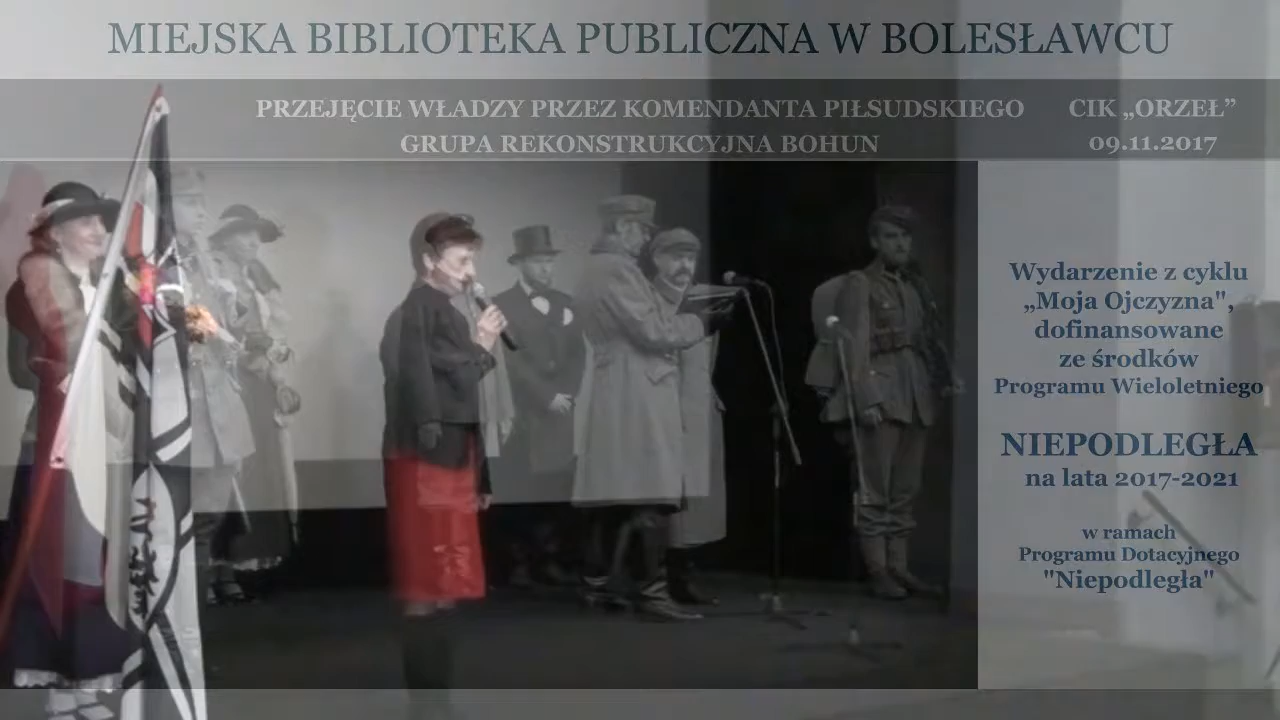 MIEJSKA BIBLIOTEKA PUBLICZNA W BOLESŁAWCU
PRZEJĘCIE WŁADZY PRZEZ KOMENDANTA PIŁSUDSKIEGO
GRUPA REKONSTRUKCYJNA BOHUN
CIK „ORZEŁ”
09.11.2017
Wydarzenie z cyklu
„Moja Ojczyzna",
dofinansowane
ze środków
Programu Wieloletniego
NIEPODLEGŁA
na lata 2017-2021
w ramach
Programu Dotacyjnego
"Niepodległa"